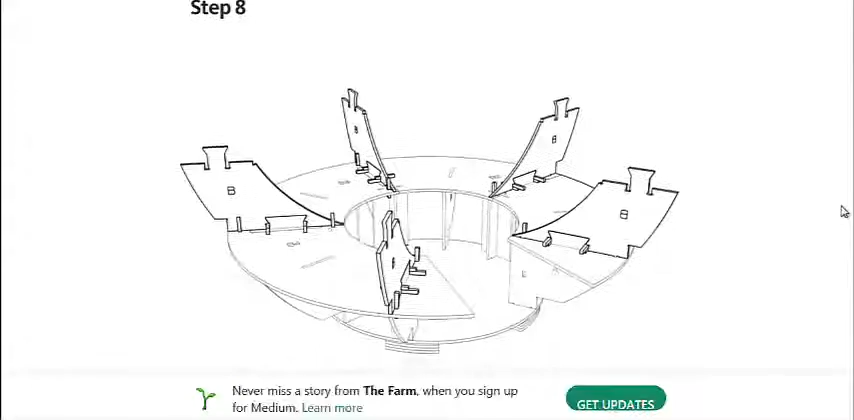 Step 8
B
B
B
B
Never miss a story from The Farm, when you sign up
for Medium. Learn more
GET UPDATES